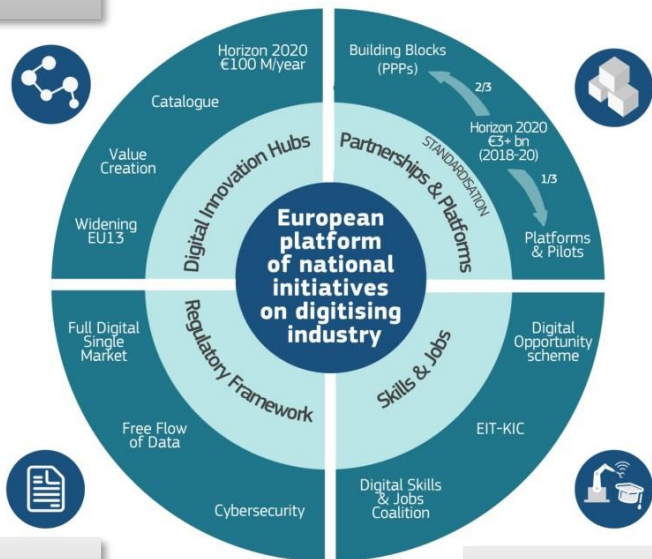 Horizon 2020
€100 M/year
Catalogue
Value
Creation
Widening
EU13
Digital Innovation Hubs
Building Blocks
(PPPs)
2/3
Horizon 2020
€3+ bn
(2018-20)
1/3
Platforms
& Pilots
STANDARDISATION
Partnerships & Platforms
European
platform
of national
initiatives
on digitising
industry
Regulatory Framework
Full Digital
Single
Market
Free Flow
of Data
Cybersecurity
Skills & Jobs
Digital
Opportunity
scheme
EIT-KIC
Digital Skills
& Jobs
Coalition